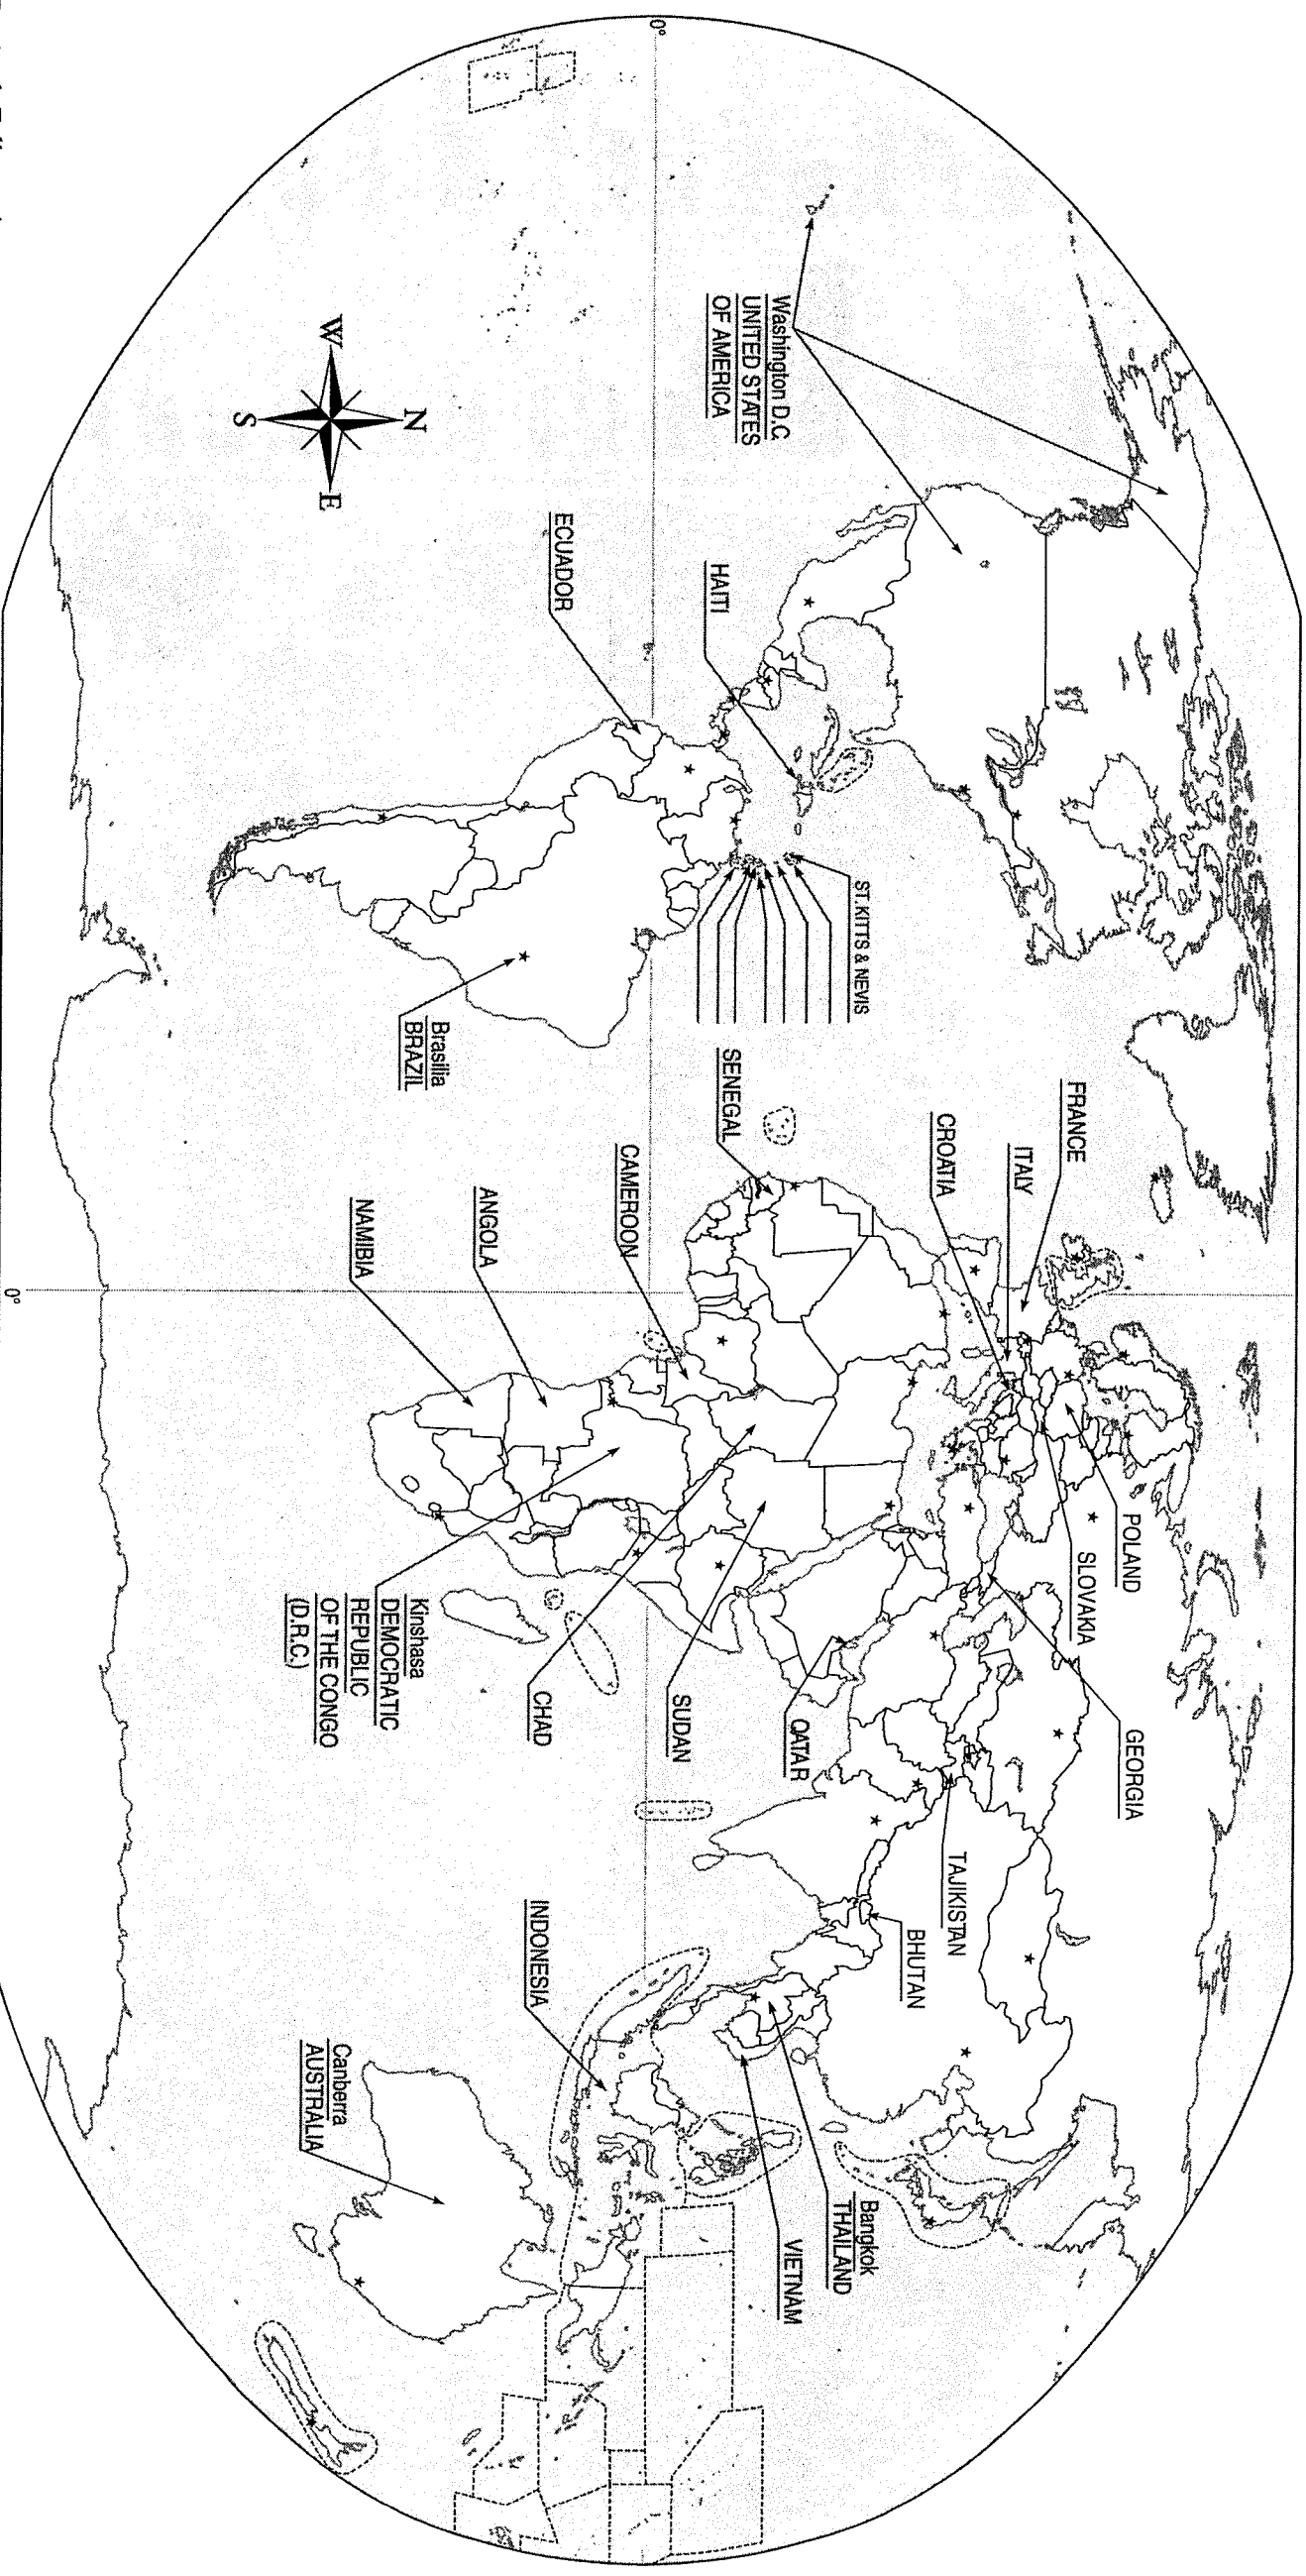 0°
Washington D.C
UNITED STATES
OF AMERICA
HAITI
ECUADOR
N
W
E
S
ST.KITTS & NEVIS
Brasilia
BRAZIL
FRANCE
ITALY
CROATIA
SENEGAL
CAMEROON
ANGOLA
NAMIBIA
POLAND
SLOVAKIA
GEORGIA
TAJIKISTAN
BHUTAN
QATAR
SUDAN
CHAD
Kinshasa
DEMOCRATIC
REPUBLIC
OF THE CONGO
(D.R.C.)
Bangkok
THAILAND
VIETNAM
INDONESIA
Canberra
AUSTRALIA
0°